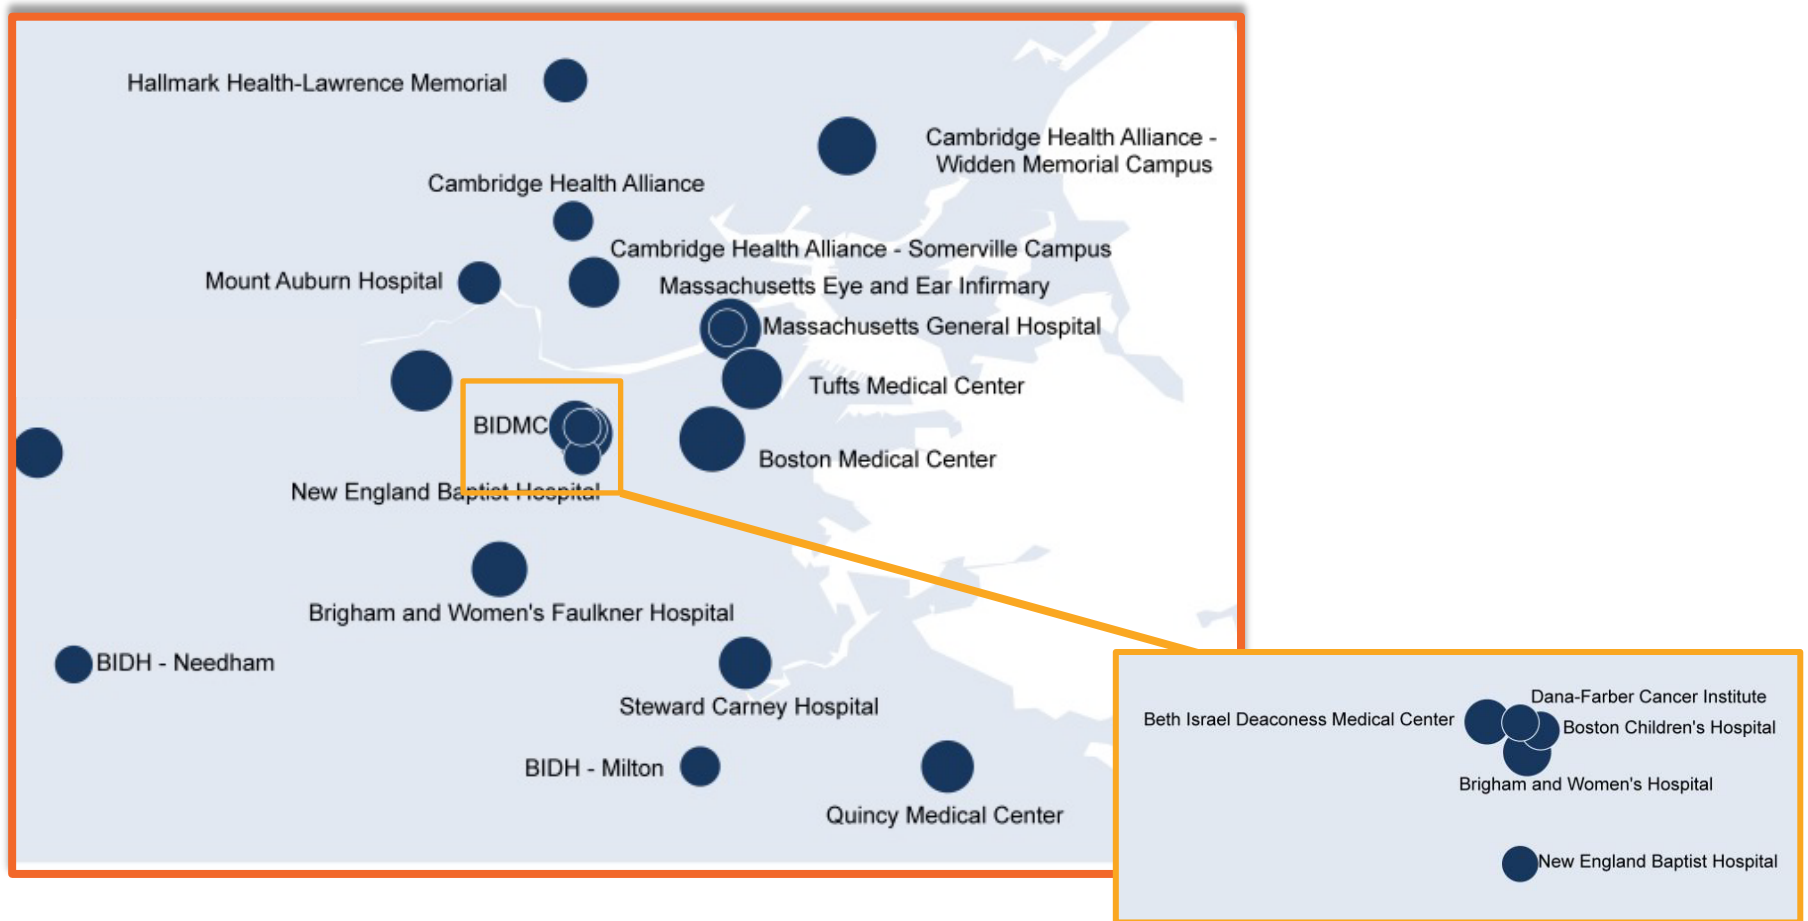 Hallmark Health-Lawrence Memorial
Cambridge Health Alliance -
Widden Memorial Campus
Cambridge Health Alliance
Cambridge Health Alliance - Somerville Campus
Mount Auburn Hospital
Massachusetts Eye and Ear Infirmary
Massachusetts General Hospital
Tufts Medical Center
BIDMC
Boston Medical Center
New England Baptist Hospital
Brigham and Women's Faulkner Hospital
BIDH - Needham
Steward Carney Hospital
BIDH - Milton
Quincy Medical Center
Dana-Farber Cancer Institute
Beth Israel Deaconess Medical Center
Boston Children's Hospital
Brigham and Women's Hospital
New England Baptist Hospital